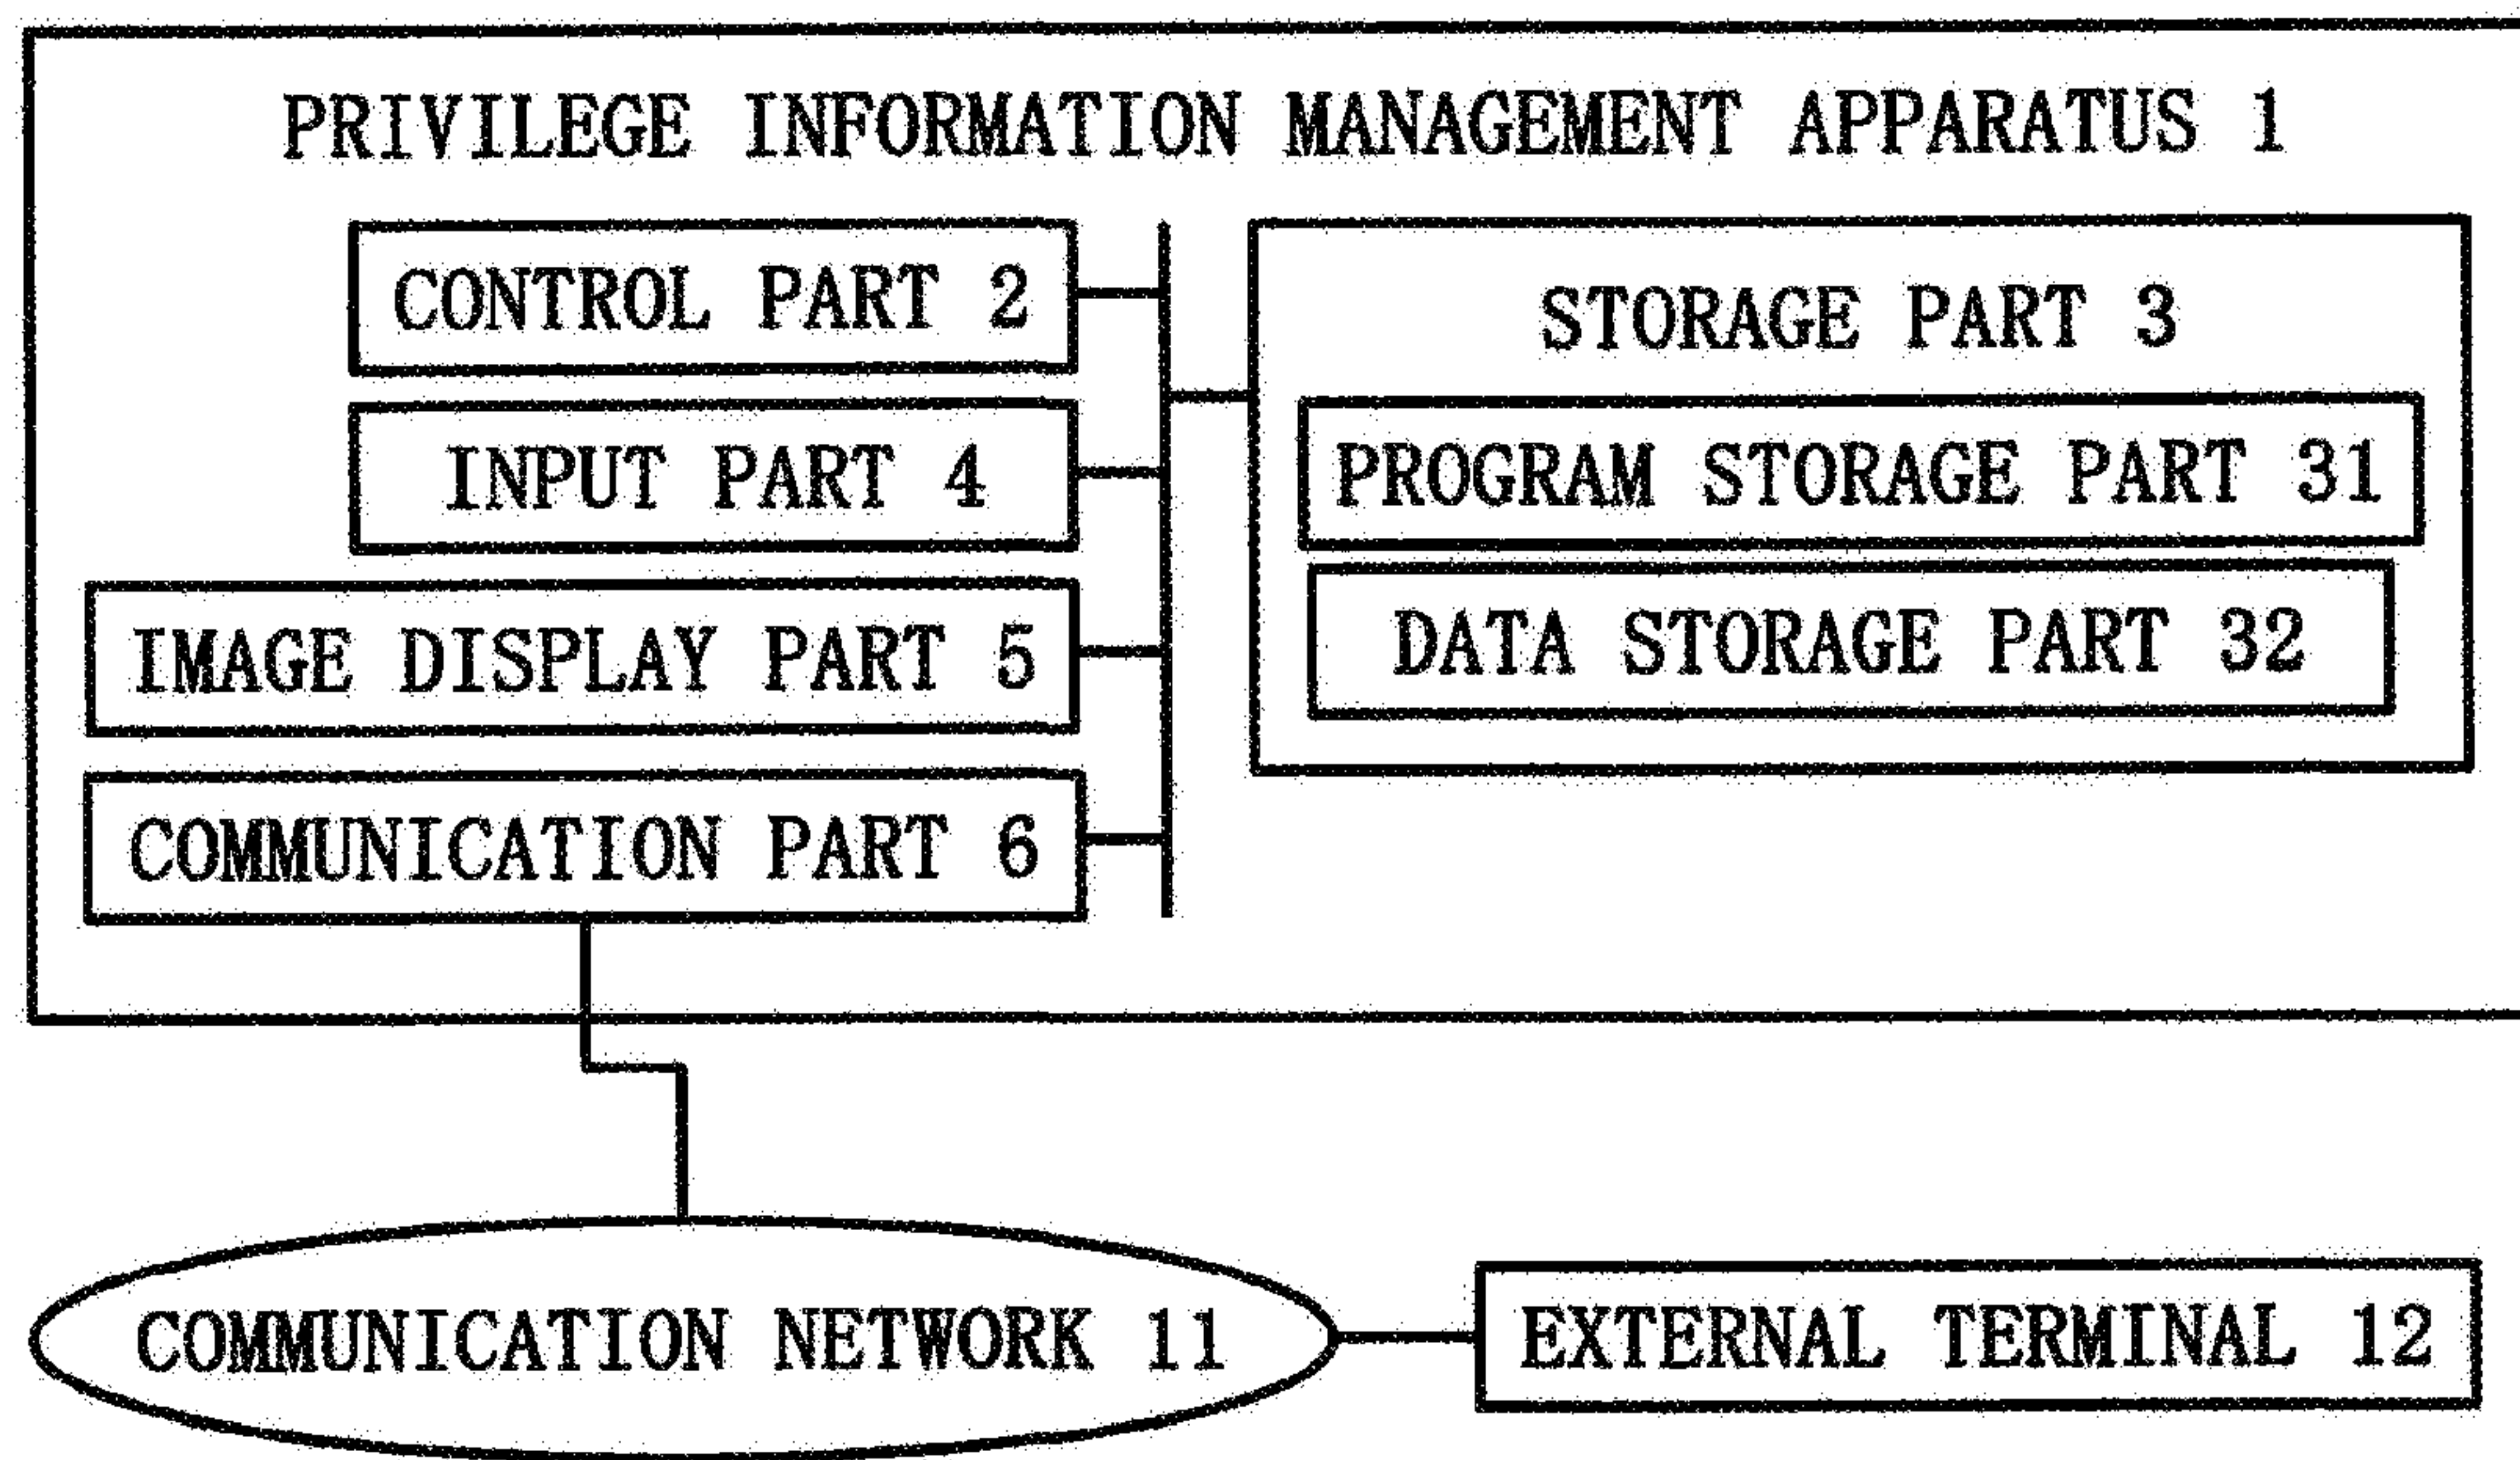 PRIVILEGE INFORMATION MANAGEMENT APPARATUS 1
CONTROL PART 2
INPUT PART 4
IMAGE DISPLAY PART 5
COMMUNICATION PART 6
STORAGE PART 3
PROGRAM STORAGE PART 31
DATA STORAGE PART 32
COMMUNICATION NETWORK 11
EXTERNAL TERMINAL 12